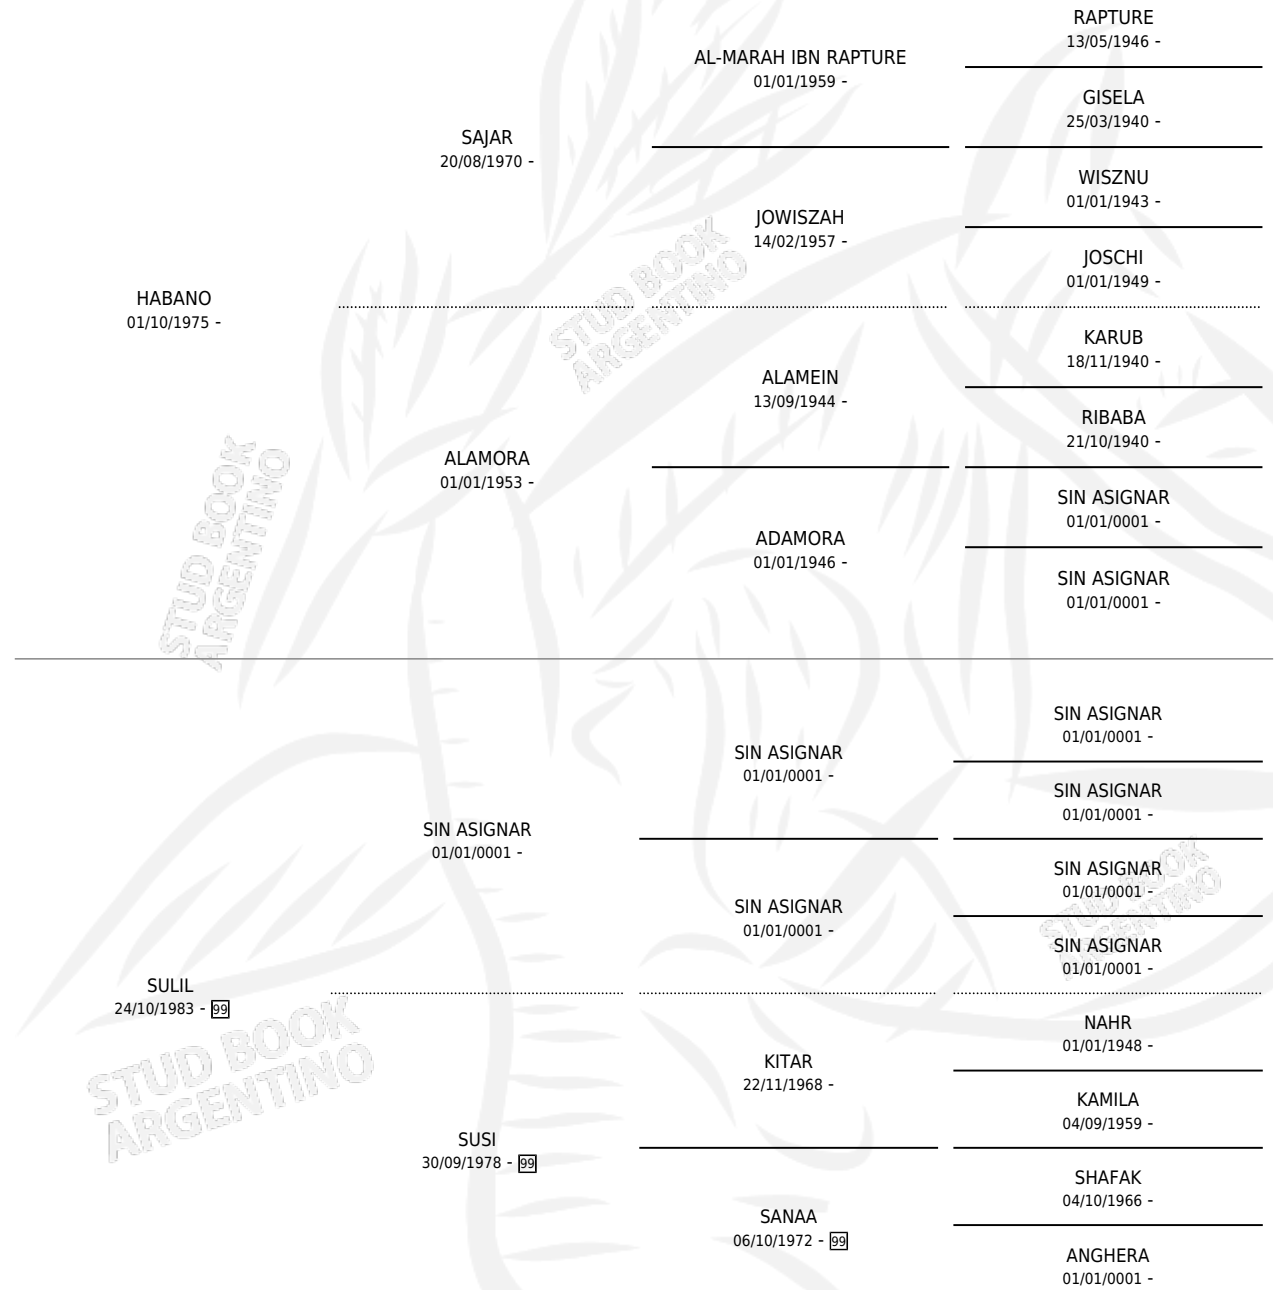 RAPTURE
13/05/1946 -
AL-MARAH IBN RAPTURE
01/01/1959 -
GISELA
25/03/1940 -
SAJAR
20/08/1970 -
WISZNU
01/01/1943 -
JOWISZAH
14/02/1957 -
JOSCHI
01/01/1949 -
HABANO
01/10/1975 -
KARUB
18/11/1940 -
ALAMEIN
13/09/1944 -
RIBABA
21/10/1940 -
ALAMORA
01/01/1953 -
SIN ASIGNAR
01/01/0001 -
ADAMORA
01/01/1946 -
SIN ASIGNAR
01/01/0001 -
SIN ASIGNAR
01/01/0001 -
SIN ASIGNAR
01/01/0001 -
SIN ASIGNAR
01/01/0001 -
SIN ASIGNAR
01/01/0001 -
SIN ASIGNAR
01/01/0001 -
SIN ASIGNAR
01/01/0001 -
SIN ASIGNAR
01/01/0001 -
SULIL
24/10/1983 - 99
NAHR
01/01/1948 -
KITAR
22/11/1968 -
KAMILA
04/09/1959 -
SUSI
30/09/1978 - 99
SHAFAK
04/10/1966 -
SANAA
06/10/1972 - 99
ANGHERA
01/01/0001 -
STUD BOOK
ARGENTINO
STUD BOOK
ARGENTINO
STUD BOOK
ARGENTINO
STUD BOOK
ARGENTINO